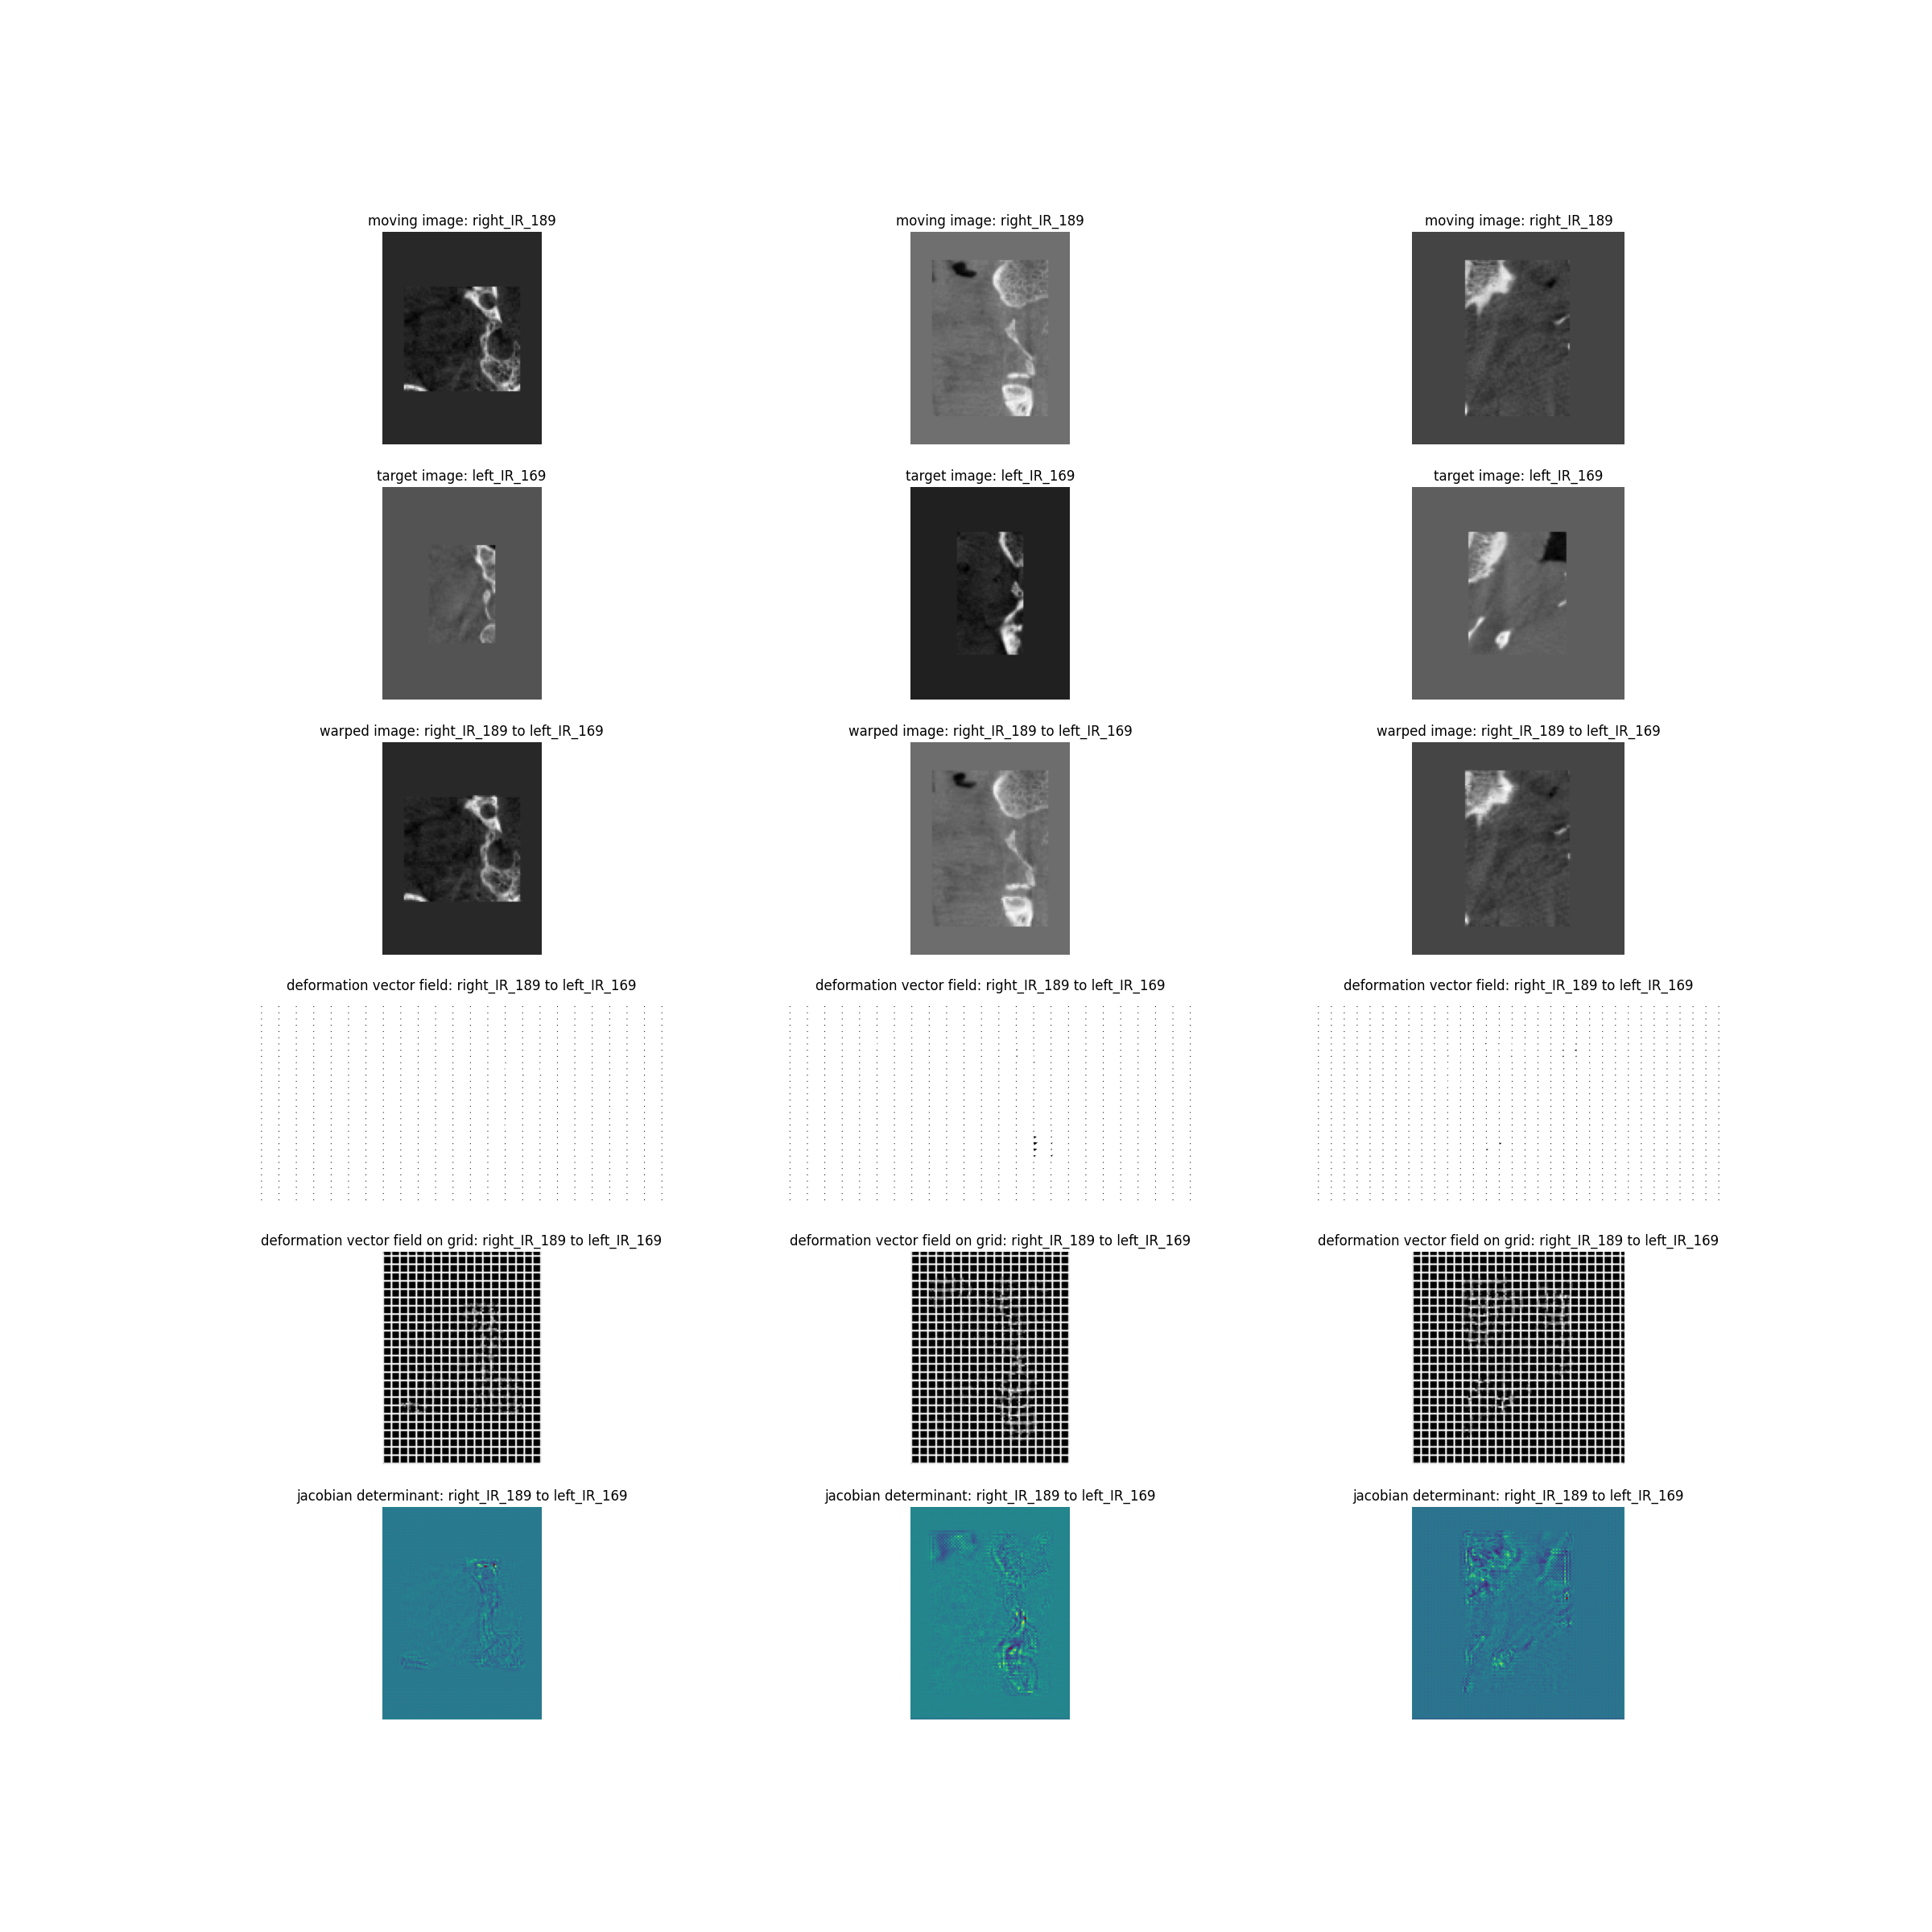 moving image: right_IR_189 moving image: right_IR_189 moving image: right_IR_189
target image: left_IR_169 target image: left_IR_169 target image: left_IR_169
warped image: right_IR_189 to left_IR_169 warped image: right_IR_189 to left_IR_169 warped image: right_IR_189 to left_IR_169
deformation vector field: right_IR_189 to left_IR_169 deformation vector field: right_IR_189 to left_IR_169 deformation vector field: right_IR_189 to left_IR_169
deformation vector field on grid: right_IR_189 to left_IR_169 deformation vector field on grid: right_IR_189 to left_IR_169 deformation vector field on grid: right_IR_189 to left_IR_169
jacobian determinant: right_IR_189 to left_IR_169 jacobian determinant: right_IR_189 to left_IR_169 jacobian determinant: right_IR_189 to left_IR_169